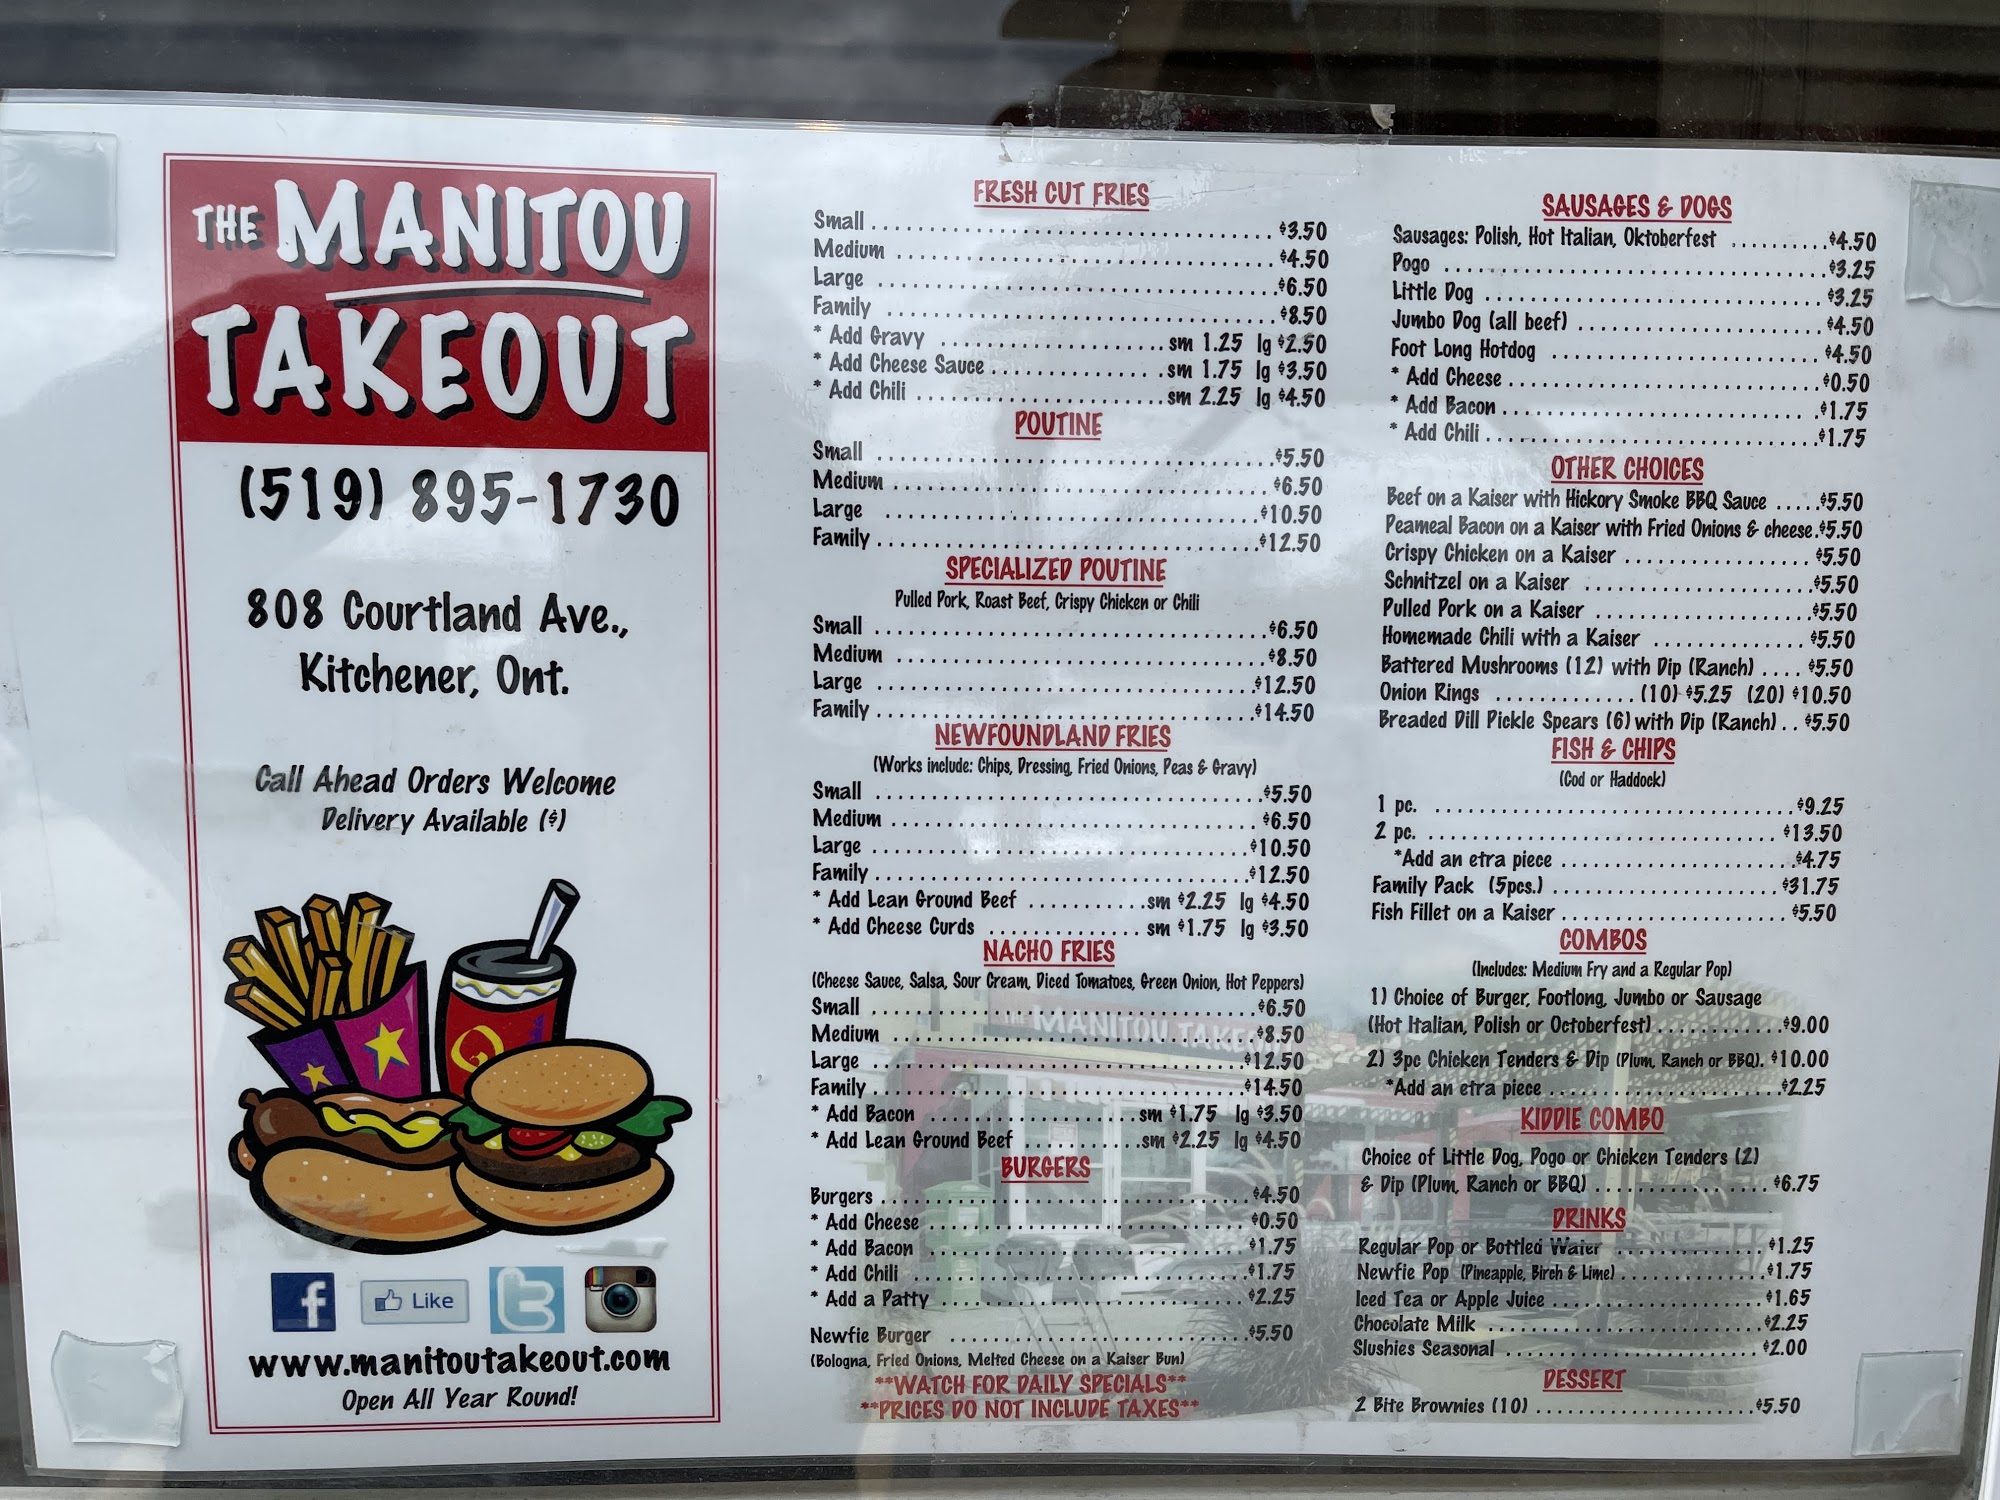 THE MANITOU
TAKEOUT
(519) 895-1730
808 Courtland Ave.,
Kitchener, Ont.
Call Ahead Orders Welcome
Delivery Available ($)
f
Like
t
www.manitoutakeout.com
Open All Year Round!
FRESH CUT FRIES
Small $3.50
Medium $4.50
Large $6.50
Family $8.50
* Add Gravy sm 1.25 lg $2.50
* Add Cheese Sauce sm 1.75 lg $3.50
* Add Chili sm 2.25 lg $4.50
POUTINE
Small $5.50
Medium $6.50
Large $10.50
Family $12.50
SPECIALIZED POUTINE
Pulled Pork, Roast Beef, Crispy Chicken or Chili
Small $6.50
Medium $8.50
Large $12.50
Family $14.50
NEWFOUNDLAND FRIES
(Works include: Chips, Dressing, Fried Onions, Peas & Gravy)
Small $5.50
Medium $6.50
Large $10.50
Family $12.50
* Add Lean Ground Beef sm $2.25 lg $4.50
* Add Cheese Curds sm $1.75 lg $3.50
NACHO FRIES
(Cheese Sauce, Salsa, Sour Cream, Diced Tomatoes, Green Onion, Hot Peppers)
Small $6.50
Medium $8.50
Large $12.50
Family $14.50
* Add Bacon sm $1.75 lg $3.50
* Add Lean Ground Beef sm $2.25 lg $4.50
BURGERS
Burgers $4.50
* Add Cheese $0.50
* Add Bacon $1.75
* Add Chili $1.75
* Add a Patty $2.25
Newfie Burger $5.50
(Bologna, Fried Onions, Melted Cheese on a Kaiser Bun)
**WATCH FOR DAILY SPECIALS**
**PRICES DO NOT INCLUDE TAXES**
SAUSAGES & DOGS
Sausages: Polish, Hot Italian, Oktoberfest $4.50
Pogo $3.25
Little Dog $3.25
Jumbo Dog (all beef) $4.50
Foot Long Hotdog $4.50
* Add Cheese $0.50
* Add Bacon $1.75
* Add Chili $1.75
OTHER CHOICES
Beef on a Kaiser with Hickory Smoke BBQ Sauce $5.50
Peameal Bacon on a Kaiser with Fried Onions & cheese $5.50
Crispy Chicken on a Kaiser $5.50
Schnitzel on a Kaiser $5.50
Pulled Pork on a Kaiser $5.50
Homemade Chili with a Kaiser $5.50
Battered Mushrooms (12) with Dip (Ranch) $5.50
Onion Rings (10) $5.25 (20) $10.50
Breaded Dill Pickle Spears (6) with Dip (Ranch) $5.50
FISH & CHIPS
(Cod or Haddock)
1 pc. $9.25
2 pc. $13.50
*Add an etra piece $4.75
Family Pack (5pcs.) $31.75
Fish Fillet on a Kaiser $5.50
COMBOS
(Includes: Medium Fry and a Regular Pop)
1) Choice of Burger, Footlong, Jumbo or Sausage
(Hot Italian, Polish or Octoberfest) $9.00
2) 3pc Chicken Tenders & Dip (Plum, Ranch or BBQ). $10.00
*Add an etra piece $2.25
KIDDIE COMBO
Choice of Little Dog, Pogo or Chicken Tenders (2)
& Dip (Plum, Ranch or BBQ) $6.75
DRINKS
Regular Pop or Bottled Water $1.25
Newfie Pop (Pineapple, Birch & Lime) $1.75
Iced Tea or Apple Juice $1.65
Chocolate Milk $2.25
Slushies Seasonal $2.00
DESSERT
2 Bite Brownies (10) $5.50
MANITOU TAKEOUT